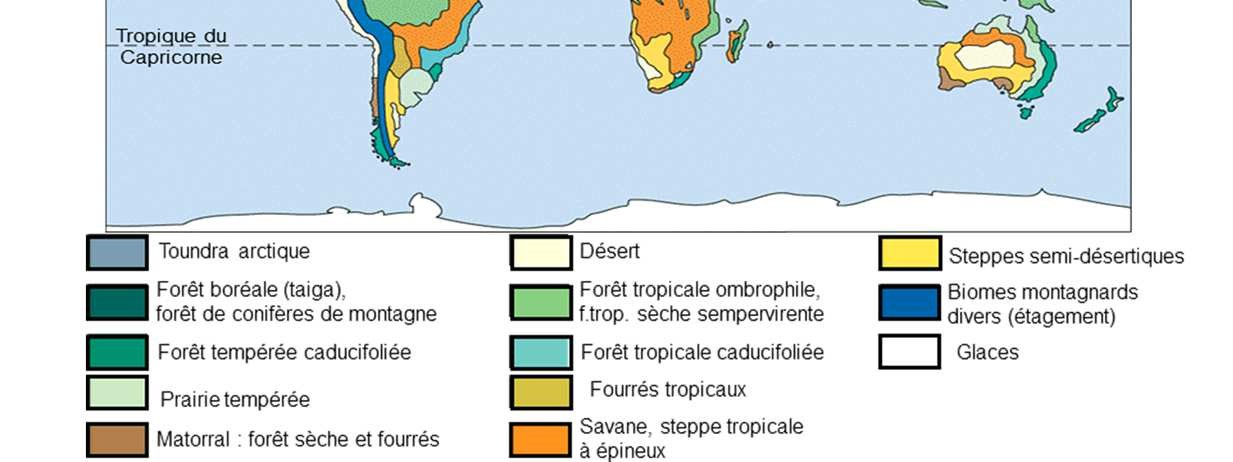 Tropique du
Capricorne
Toundra arctique
Forêt boréale (taiga),
forêt de conifères de montagne
Forêt tempérée caducifoliée
Prairie tempérée
Matorral : forêt sèche et fourrés
Désert
Forêt tropicale ombrophile,
f.trop. sèche sempervirente
Forêt tropicale caducifoliée
Fourrés tropicaux
Savane, steppe tropicale
à épineux
Steppes semi-désertiques
Biomes montagnards
divers (étagement)
Glaces